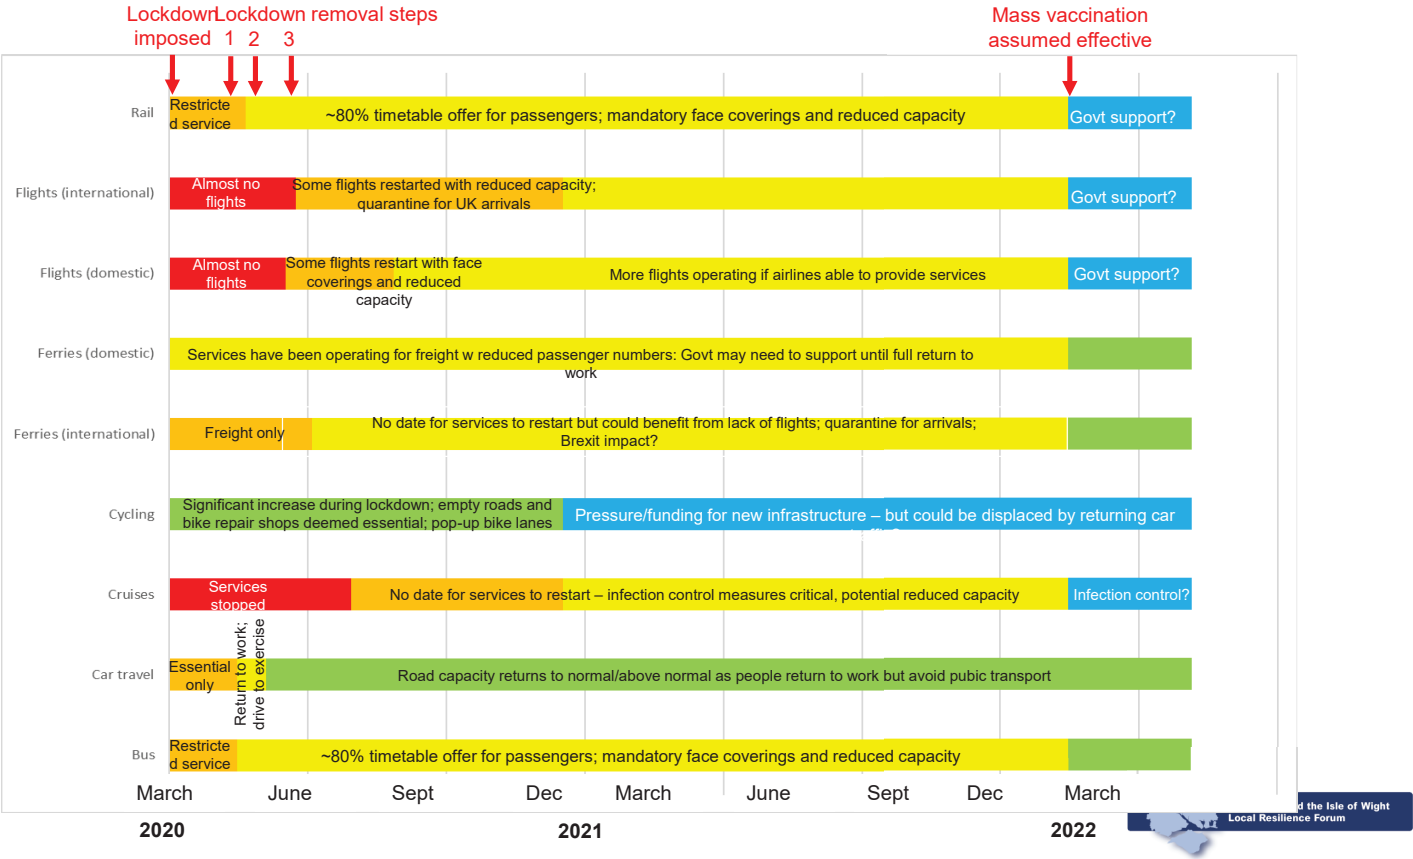 Lockdown
imposed
Lockdown removal steps
1 2 3
Mass vaccination
assumed effective
Rail
Restricte
d service
~80% timetable offer for passengers; mandatory face coverings and reduced capacity
Govt support?
Flights (international)
Almost no
flights
Some flights restarted with reduced capacity;
quarantine for UK arrivals
Govt support?
Flights (domestic)
Almost no
flights
Some flights restart with face
coverings and reduced
capacity
More flights operating if airlines able to provide services
Govt support?
Ferries (domestic)
Services have been operating for freight w reduced passenger numbers: Govt may need to support until full return to
work
Ferries (international)
Freight only
No date for services to restart but could benefit from lack of flights; quarantine for arrivals;
Brexit impact?
Cycling
Significant increase during lockdown; empty roads and
bike repair shops deemed essential; pop-up bike lanes
Pressure/funding for new infrastructure – but could be displaced by returning car
Cruises
Services
stopped
No date for services to restart – infection control measures critical, potential reduced capacity
Infection control?
Car travel
Essential
only
Return to work;
drive to exercise
Road capacity returns to normal/above normal as people return to work but avoid pubic transport
Bus
Restricte
d service
~80% timetable offer for passengers; mandatory face coverings and reduced capacity
March June Sept Dec March June Sept Dec March
2020 2021 2022
d the Isle of Wight
Local Resilience Forum